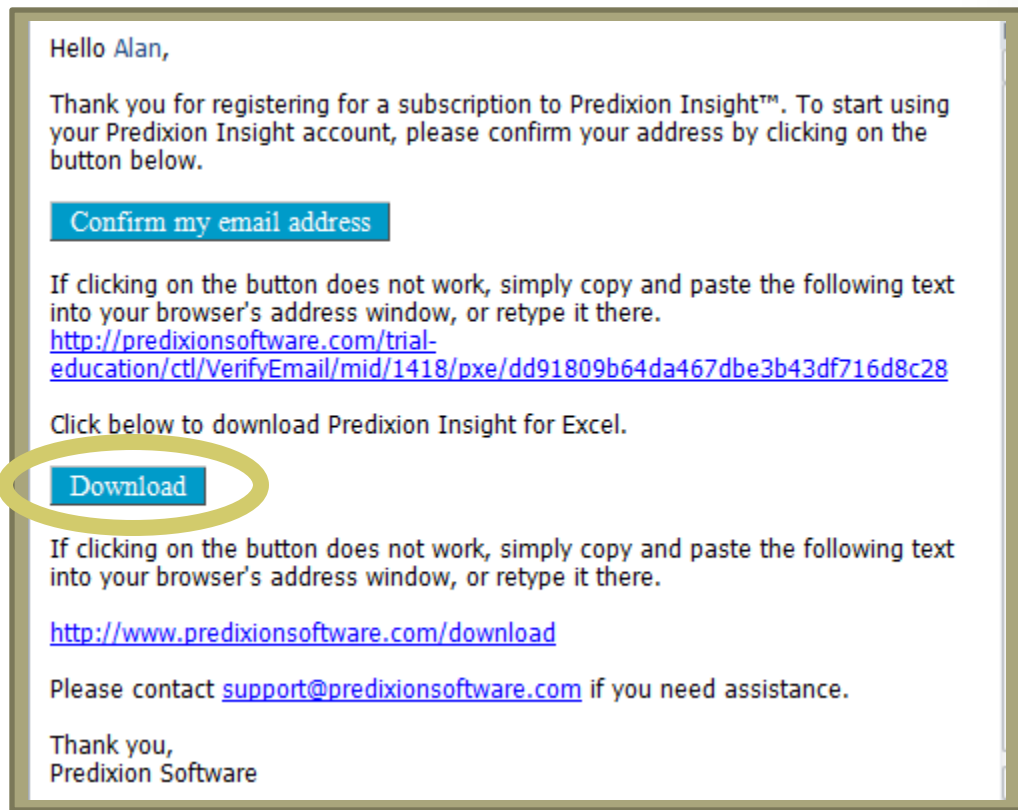 Hello Alan,
Thank you for registering for a subscription to Predixion Insight™. To start using
your Predixion Insight account, please confirm your address by clicking on the
button below.
Confirm my email address
If clicking on the button does not work, simply copy and paste the following text
into your browser's address window, or retype it there.
http://predixionsoftware.com/trial-
education/ctl/VerifyEmail/mid/1418/pxe/dd91809b64da467dbe3b43df716d8c28
Click below to download Predixion Insight for Excel.
Download
If clicking on the button does not work, simply copy and paste the following text
into your browser's address window, or retype it there.
http://www.predixionsoftware.com/download
Please contact support@predixionsoftware.com if you need assistance.
Thank you,
Predixion Software